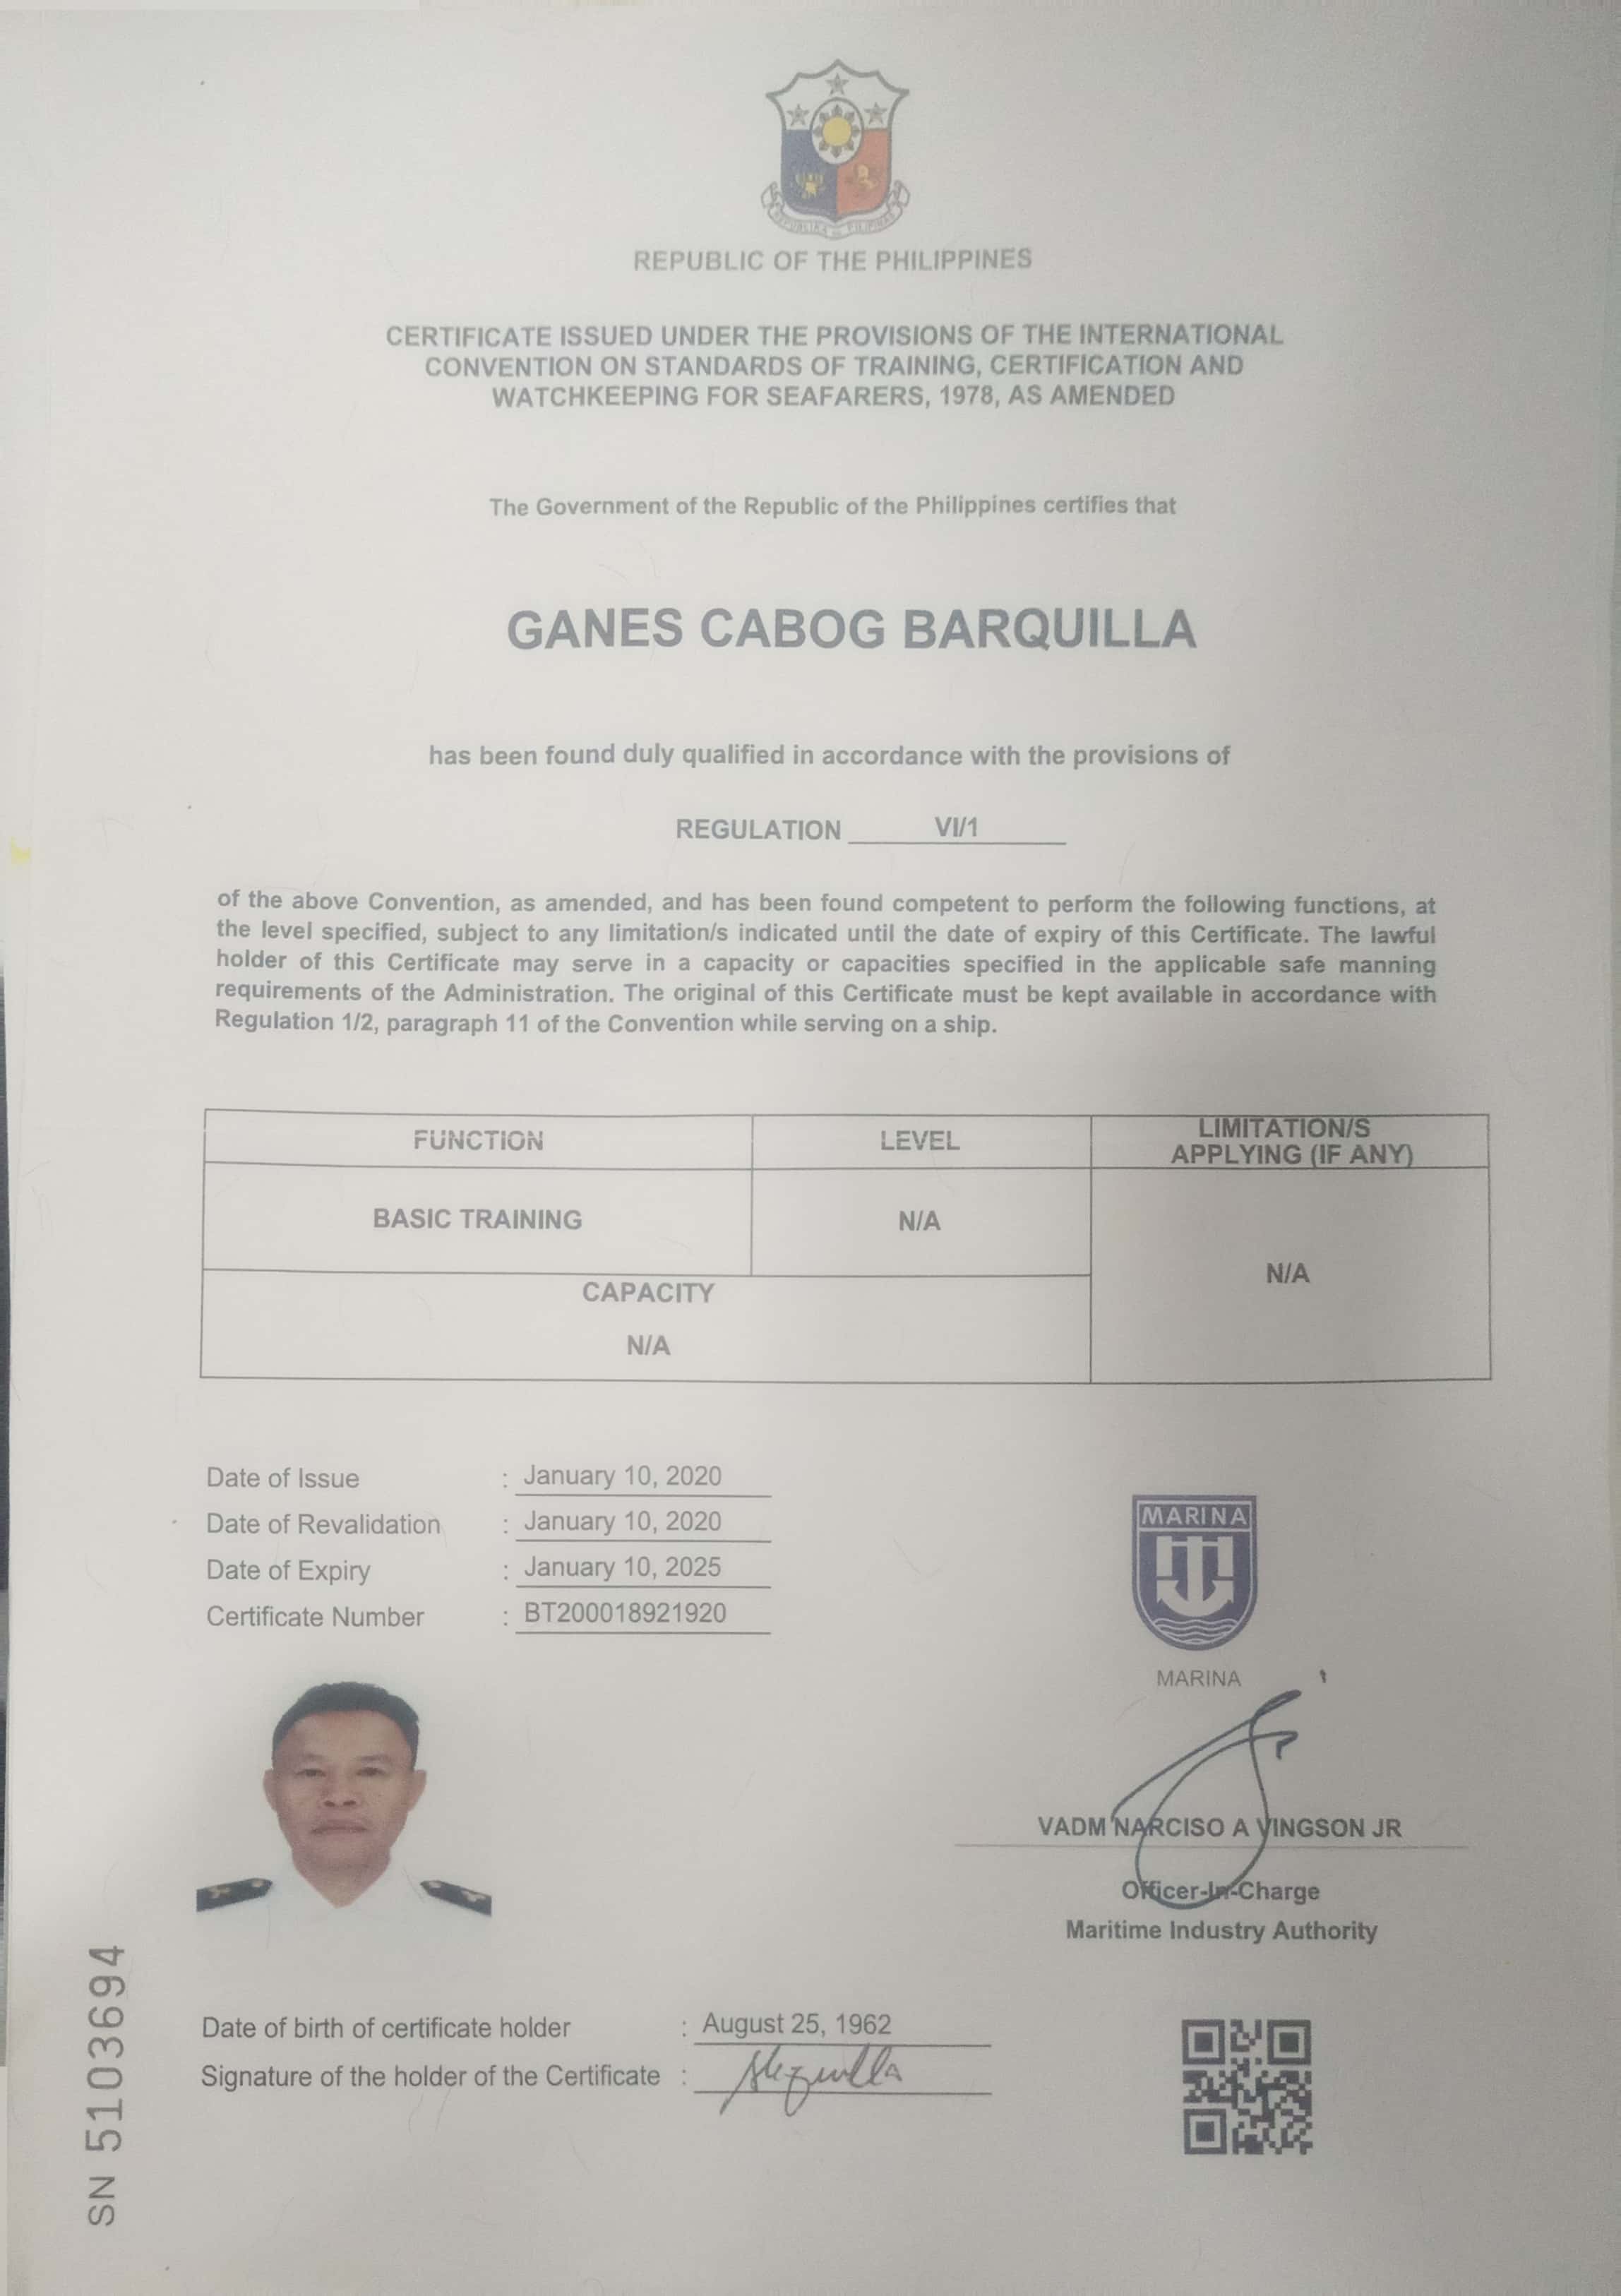 REPUBLIKA NG PILIPINAS
REPUBLIC OF THE PHILIPPINES
CERTIFICATE ISSUED UNDER THE PROVISIONS OF THE INTERNATIONAL
CONVENTION ON STANDARDS OF TRAINING, CERTIFICATION AND
WATCHKEEPING FOR SEAFARERS, 1978, AS AMENDED
The Government of the Republic of the Philippines certifies that
GANES CABOG BARQUILLA
has been found duly qualified in accordance with the provisions of
REGULATION VI/1
of the above Convention, as amended, and has been found competent to perform the following functions, at
the level specified, subject to any limitation/s indicated until the date of expiry of this Certificate. The lawful
holder of this Certificate may serve in a capacity or capacities specified in the applicable safe manning
requirements of the Administration. The original of this Certificate must be kept available in accordance with
Regulation 1/2, paragraph 11 of the Convention while serving on a ship.
FUNCTION LEVEL LIMITATION/S
APPLYING (IF ANY)
BASIC TRAINING N/A
N/A
CAPACITY
N/A
Date of Issue : January 10, 2020
Date of Revalidation : January 10, 2020
Date of Expiry : January 10, 2025
Certificate Number : BT200018921920
MARINA
MARINA
VADM NARCISO A VINGSON JR
Officer-In-Charge
Maritime Industry Authority
Date of birth of certificate holder : August 25, 1962
Signature of the holder of the Certificate :
SN 5103694